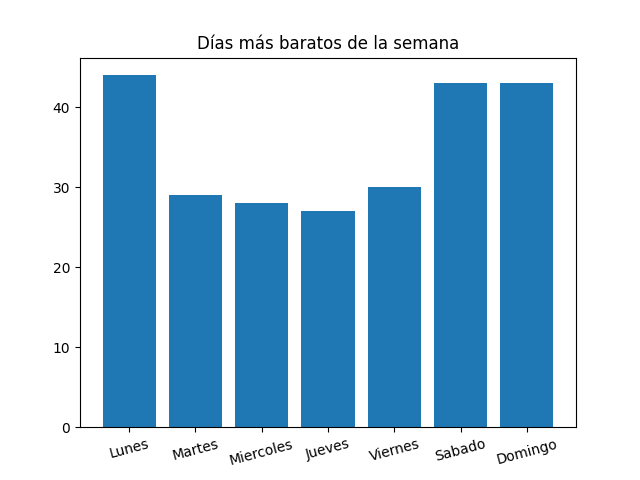 Días más baratos de la semana
40
30
20
10
0
Lunes
Martes
Miercoles
Jueves
Viernes
Sabado
Domingo